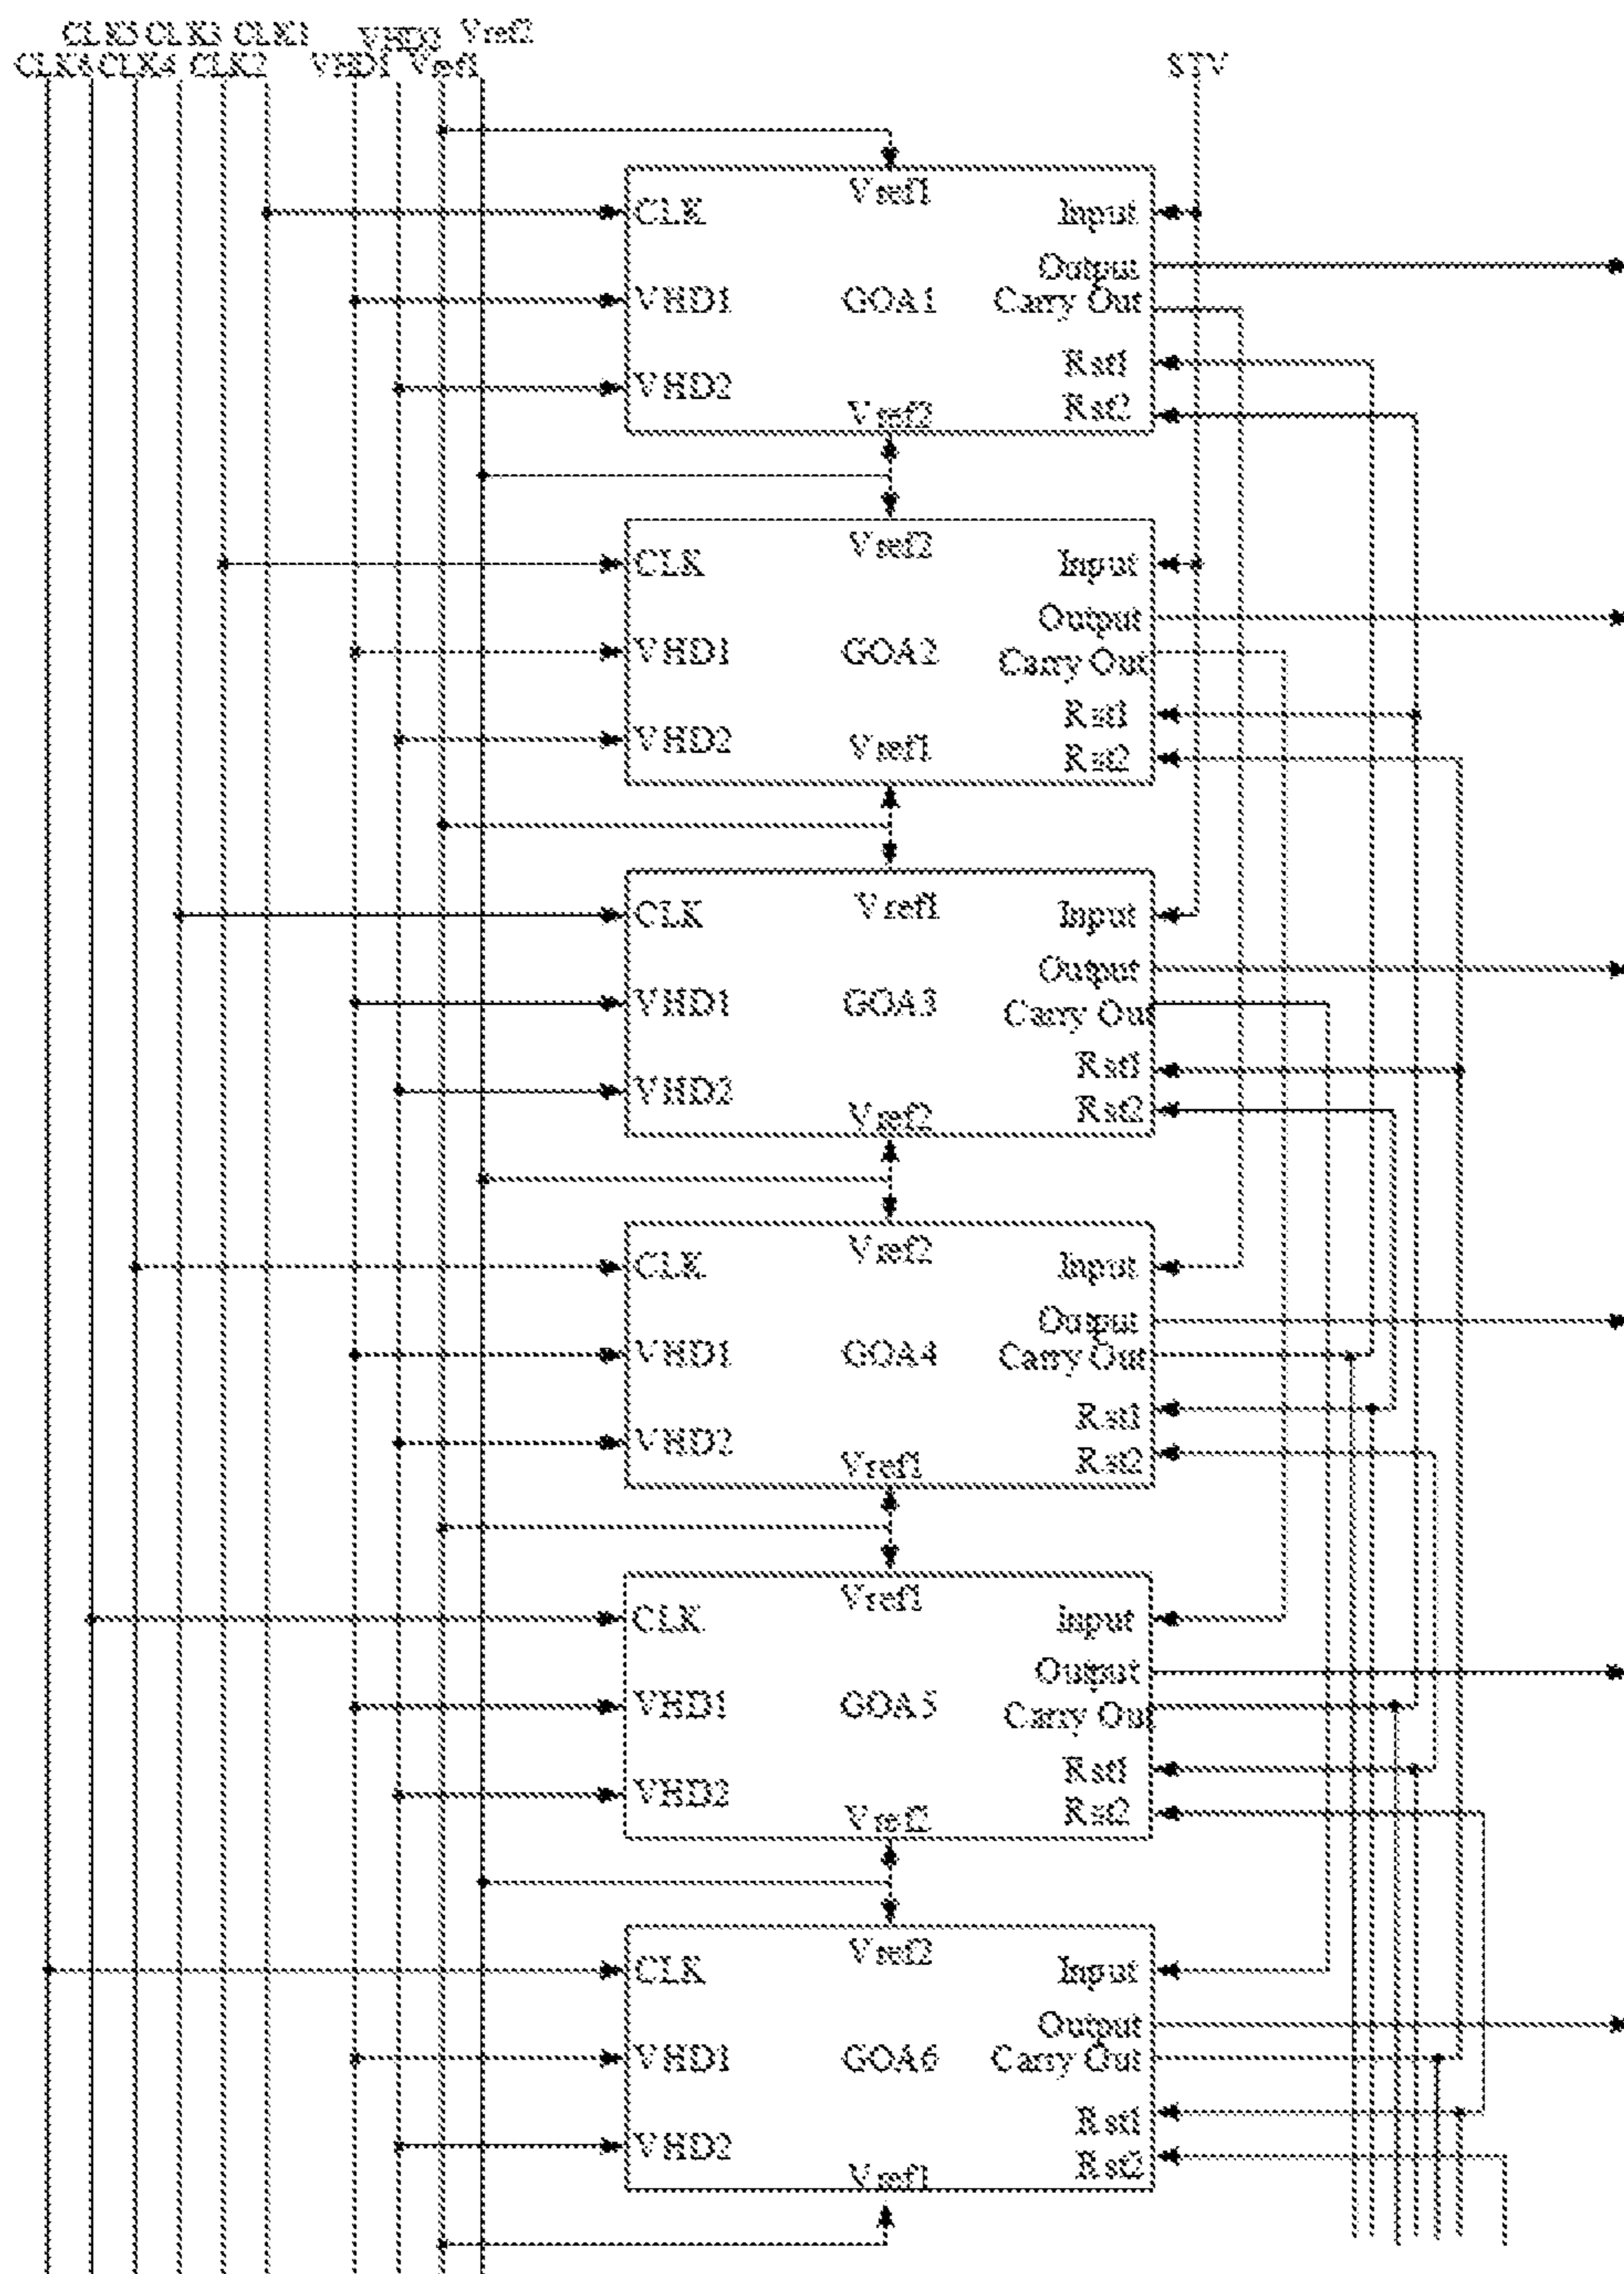 CLK5 CLK3 CLK1 VHD2 Vref2
CLK6 CLK4 CLK2 VHD1 Vref1 STV
Vref1
CLK Input
Output
VHD1 GOA1 Carry Out
Rst1
VHD2 Rst2
Vref2
Vref2
CLK Input
Output
VHD1 GOA2 Carry Out
Rst1
VHD2 Vref1 Rst2
Vref1
CLK Input
Output
VHD1 GOA3 Carry Out
Rst1
VHD2 Rst2
Vref2
Vref2
CLK Input
Output
VHD1 GOA4 Carry Out
Rst1
VHD2 Rst2
Vref1
Vref1
CLK Input
Output
VHD1 GOA5 Carry Out
Rst1
VHD2 Rst2
Vref2
Vref2
CLK Input
Output
VHD1 GOA6 Carry Out
Rst1
VHD2 Rst2
Vref1